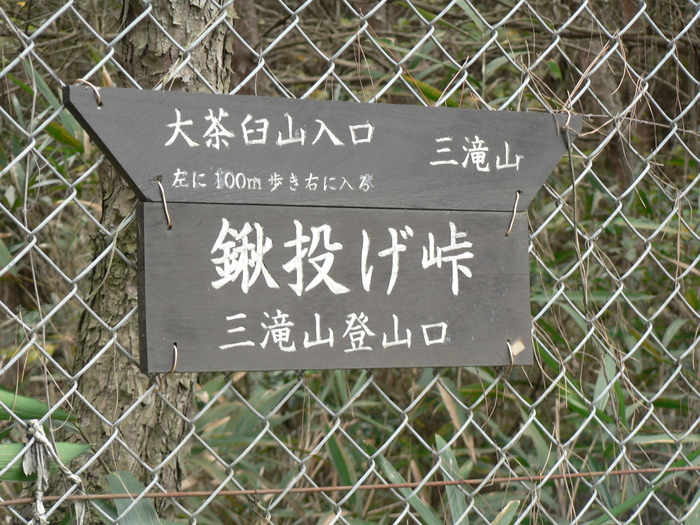 大茶臼山入口
三滝山
左に100m歩き右に入る
鍬投げ峠
三滝山登山口